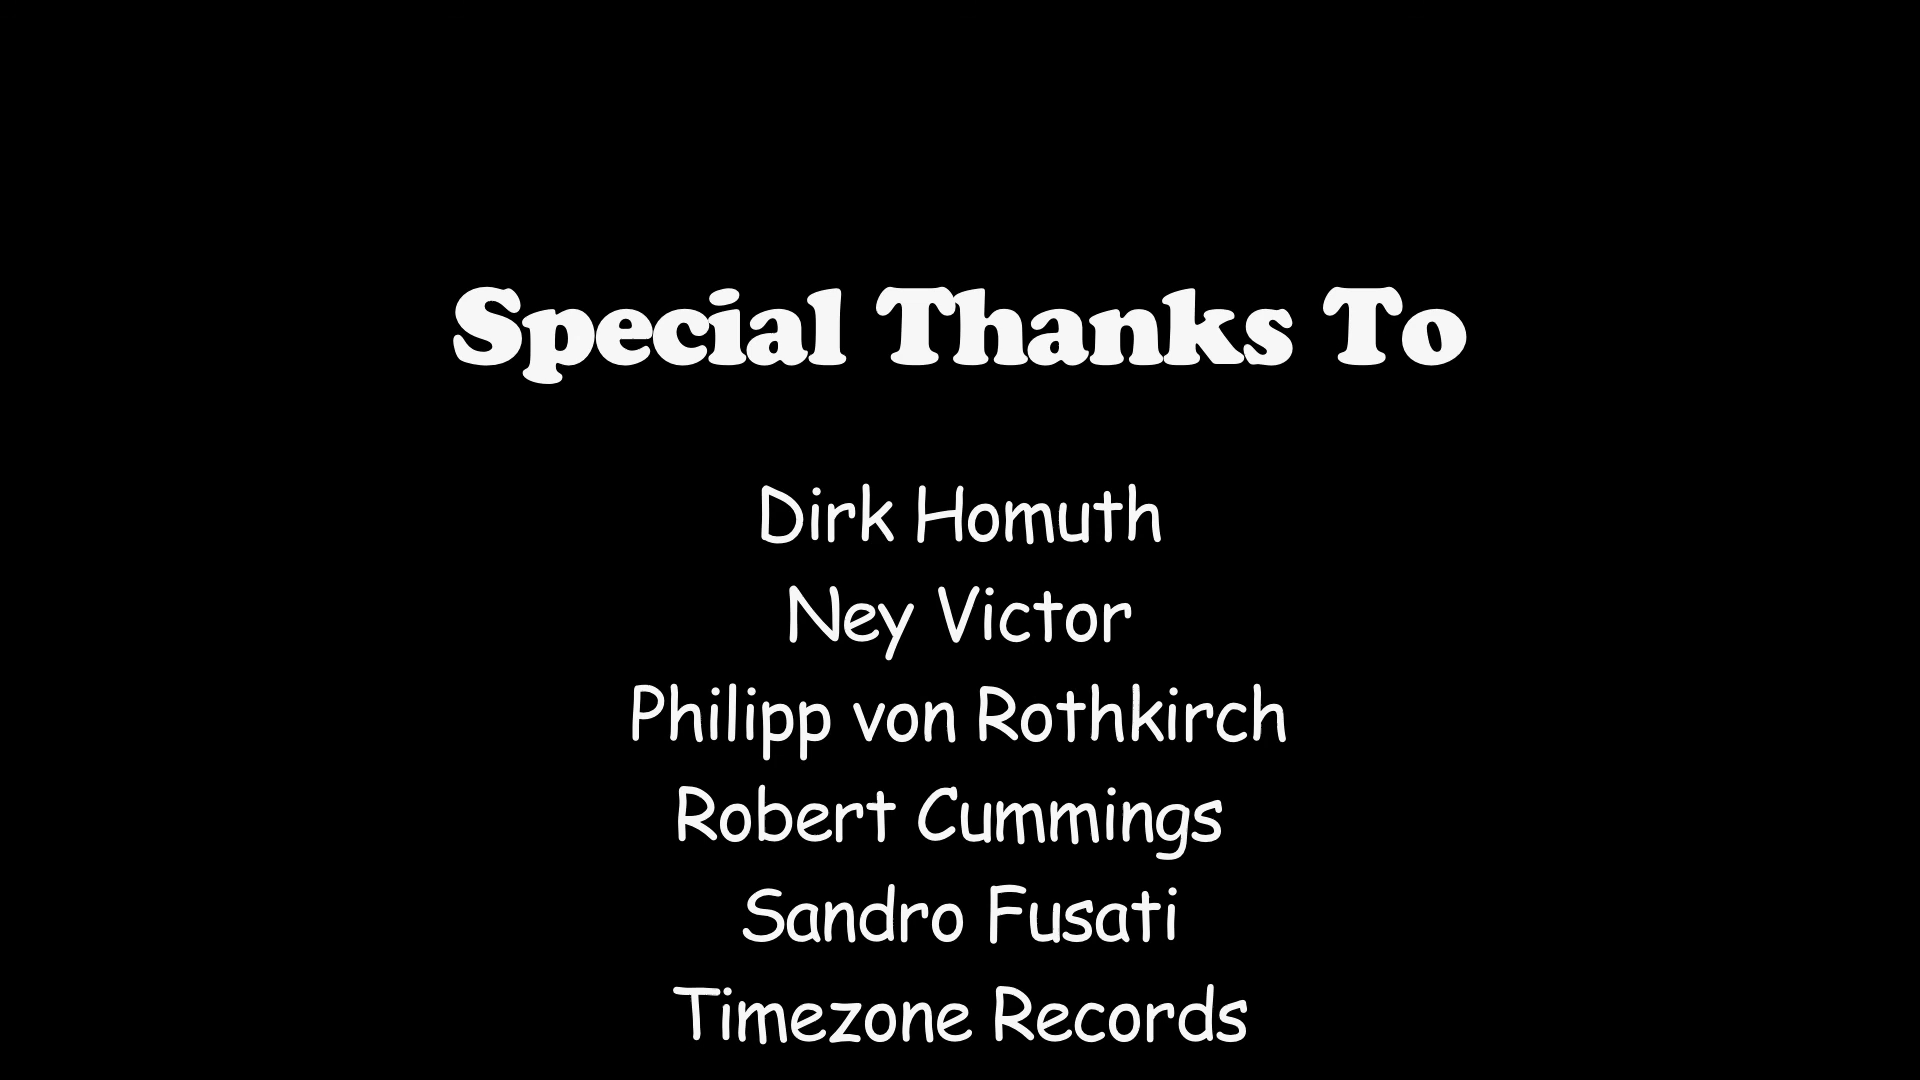 Special Thanks To
Dirk Homuth
Ney Victor
Philipp von Rothkirch
Robert Cummings
Sandro Fusati
Timezone Records